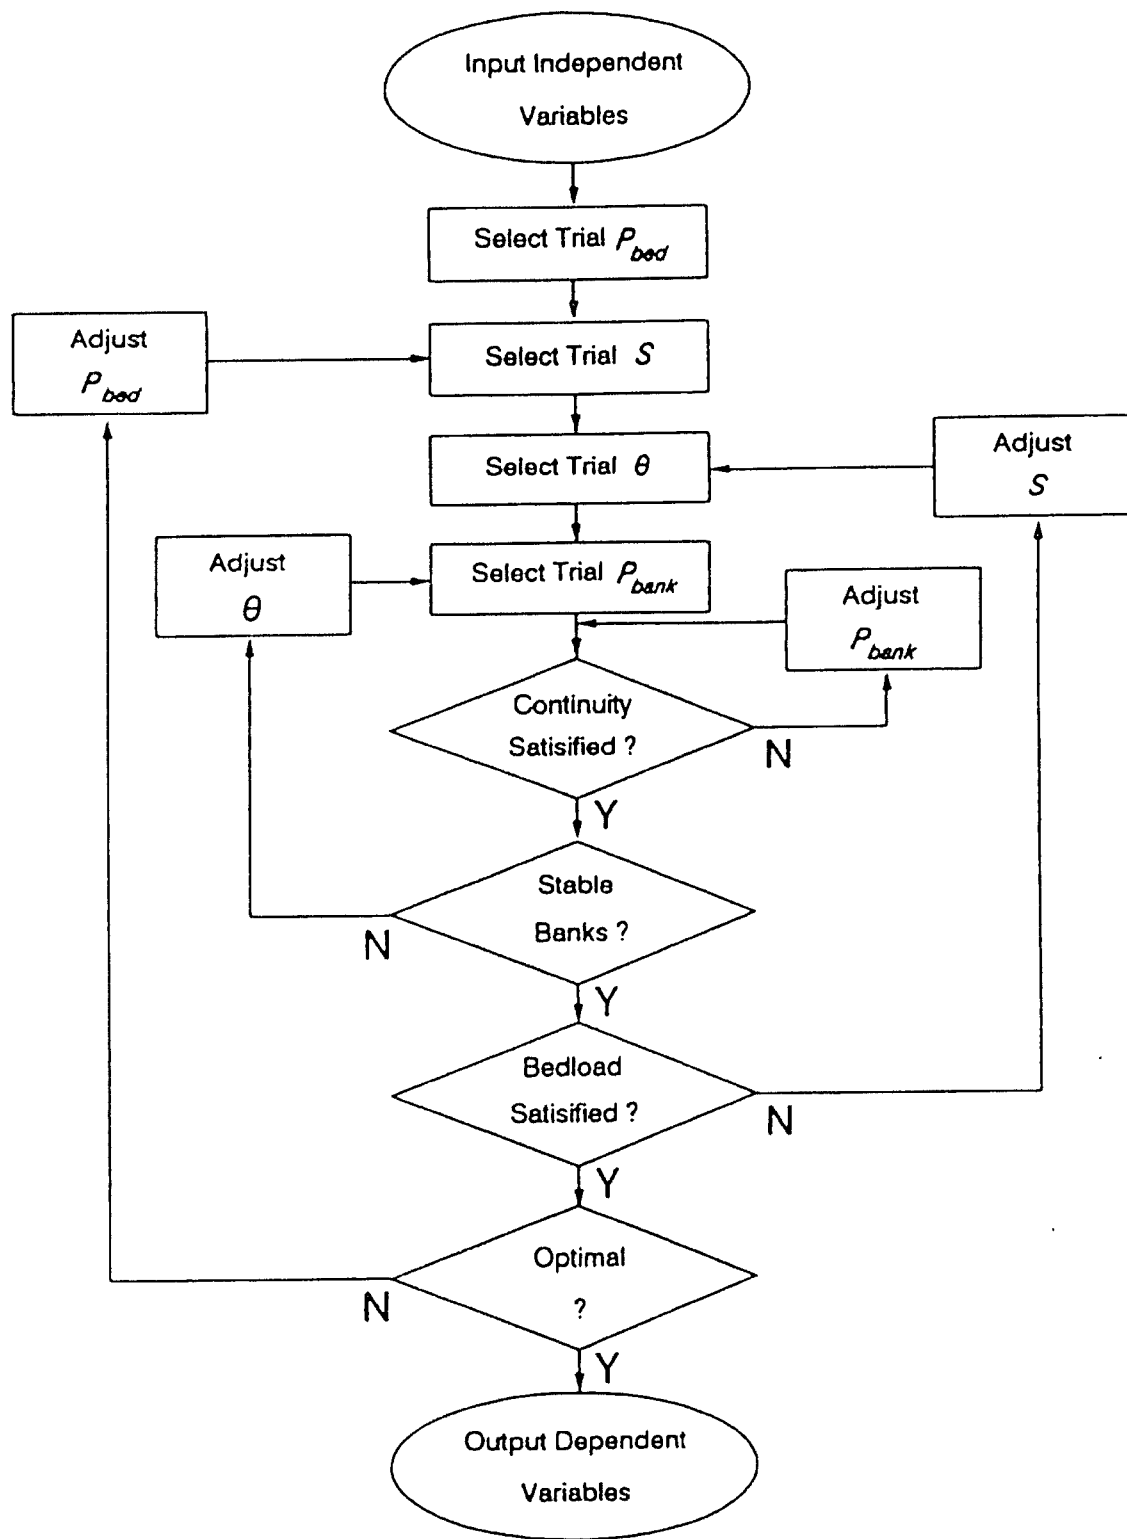 Input Independent
Variables
Select Trial P_bed
Adjust
P_bed
Select Trial S
Select Trial θ
Adjust
S
Adjust
θ
Select Trial P_bank
Adjust
P_bank
Continuity
Satisified ?
N
Y
Stable
Banks ?
N
Y
Bedload
Satisified ?
N
Y
Optimal
?
N
Y
Output Dependent
Variables